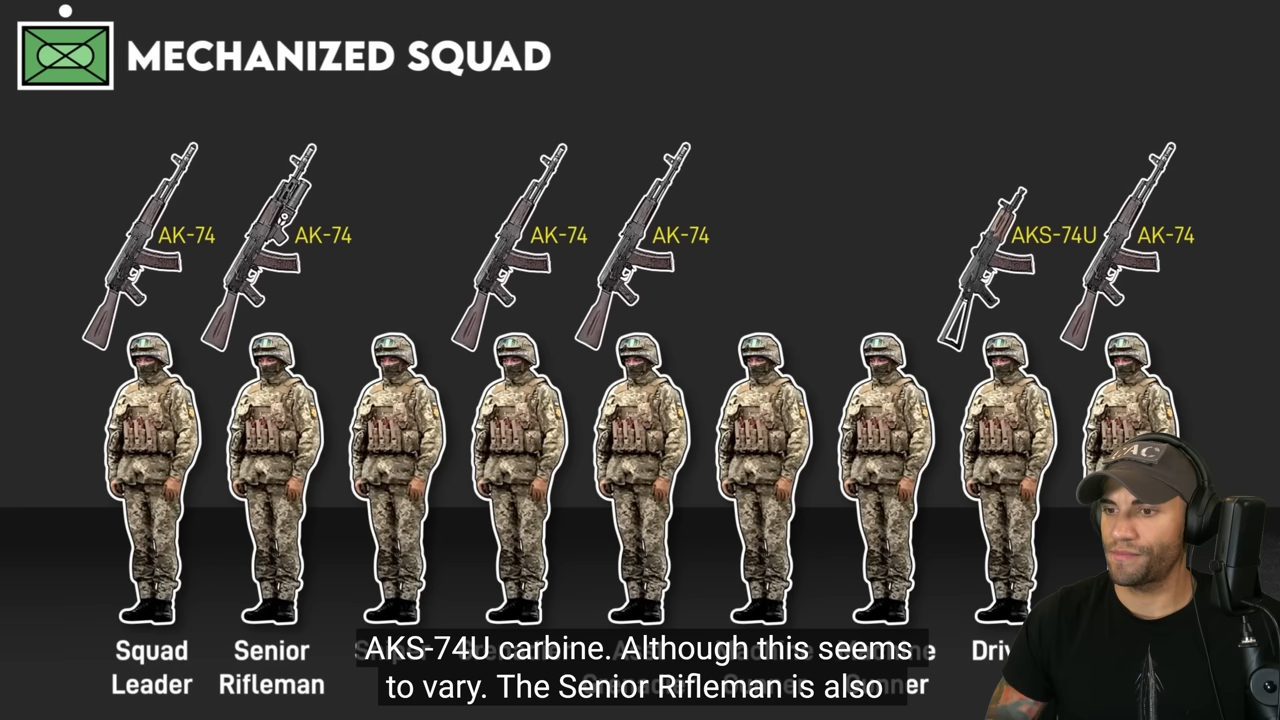 MECHANIZED SQUAD
AK-74
AK-74
AK-74
AK-74
AKS-74U
AK-74
Squad
Leader
Senior
Rifleman
AKS-74U carbine. Although this seems
to vary. The Senior Rifleman is also